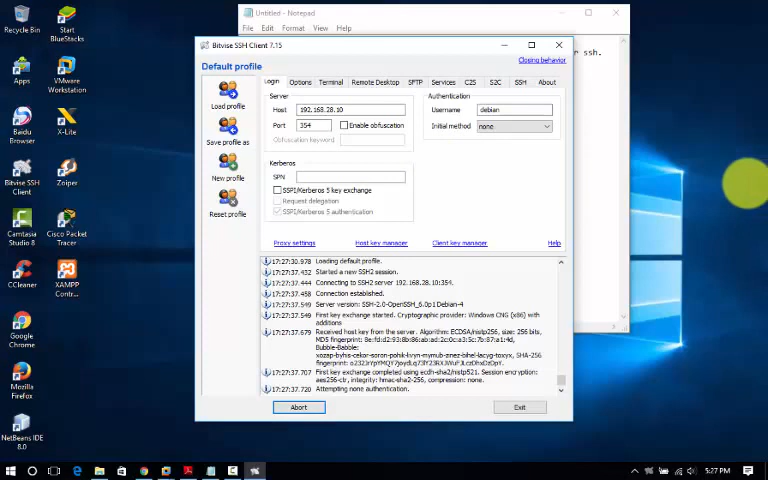 Recycle Bin
Start
BlueStacks
Apps
VMware
Workstation
Baidu
Browser
X-Lite
Bitvise SSH
Client
Zoiper
Camtasia
Studio 8
Cisco Packet
Tracer
CCleaner
XAMPP
Contr...
Google
Chrome
Mozilla
Firefox
NetBeans IDE
8.0
Untitled - Notepad
File Edit Format View Help
ssh.
Bitvise SSH Client 7.15
Default profile
Closing behavior
Load profile
Save profile as
New profile
Reset profile
Login Options Terminal Remote Desktop SFTP Services C2S S2C SSH About
Server
Host 192.168.28.10
Port 354 Enable obfuscation
Obfuscation keyword
Authentication
Username debian
Initial method none
Kerberos
SPN
SSPI/Kerberos 5 key exchange
Request delegation
SSPI/Kerberos 5 authentication
Proxy settings Host key manager Client key manager Help
17:27:30.978 Loading default profile.
17:27:37.432 Started a new SSH2 session.
17:27:37.444 Connecting to SSH2 server 192.168.28.10:354.
17:27:37.458 Connection established.
17:27:37.549 Server version: SSH-2.0-OpenSSH_6.0p1 Debian-4
17:27:37.549 First key exchange started. Cryptographic provider: Windows CNG (x86) with
additions
17:27:37.679 Received host key from the server. Algorithm: ECDSA/nistp256, size: 256 bits,
MD5 fingerprint:
Bubble-Babble:
SHA-256
fingerprint:
17:27:37.707 First key exchange completed using ecdh-sha2/nistp521. Session encryption:
aes256-ctr, integrity: hmac-sha2-256, compression: none.
17:27:37.720 Attempting none authentication.
Abort Exit
5:27 PM